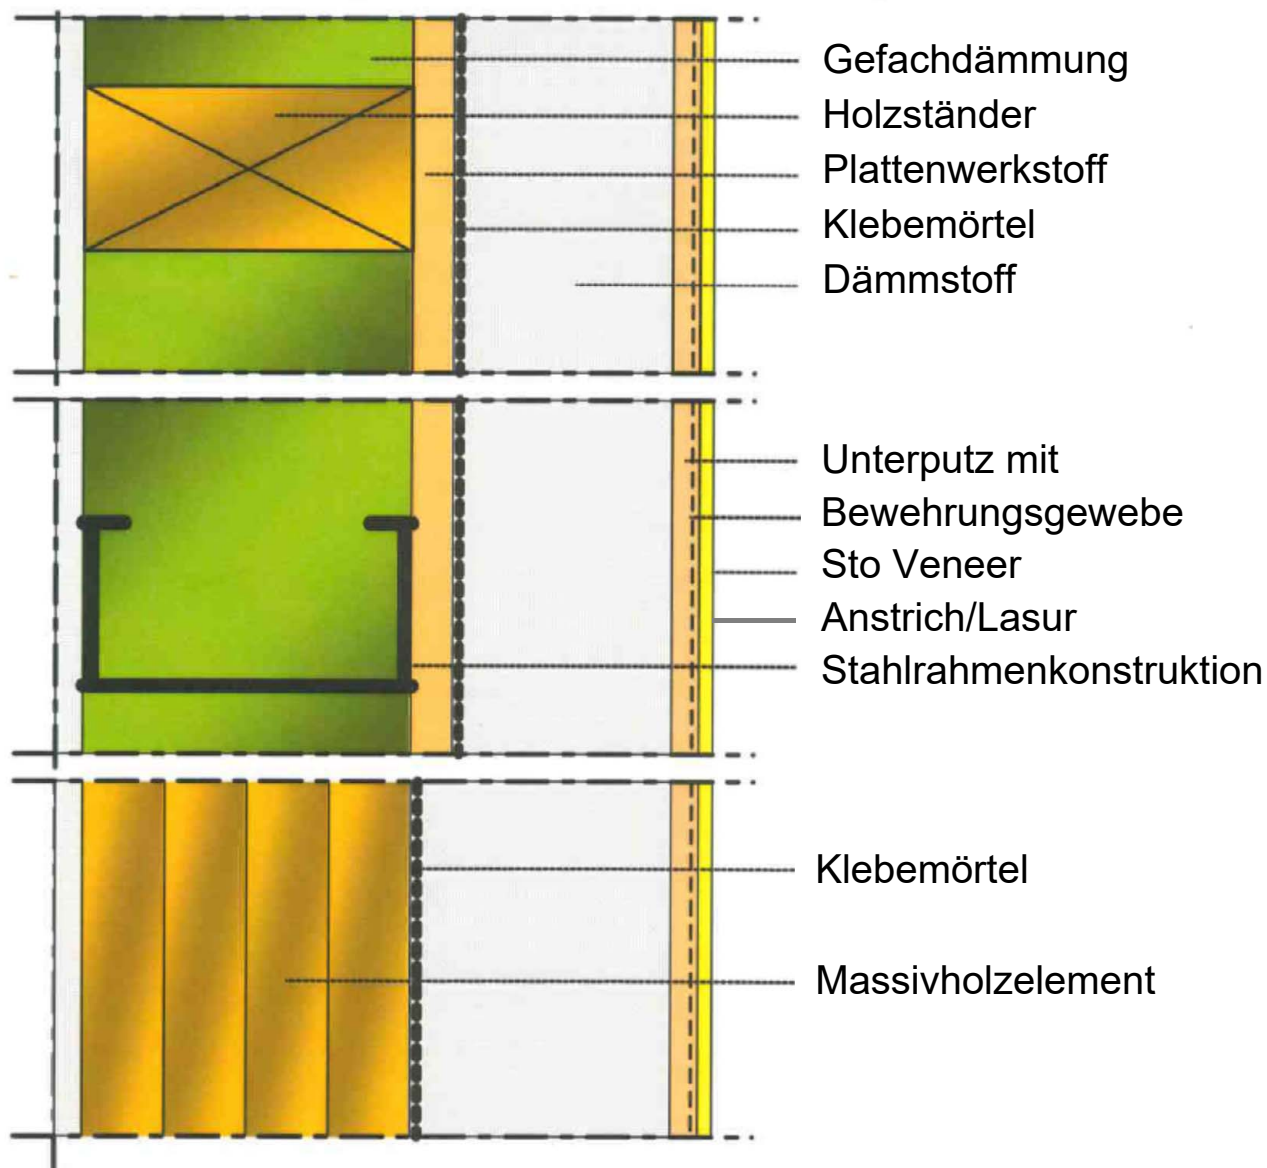 Gefachdämmung
Holzständer
Plattenwerkstoff
Klebemörtel
Dämmstoff
Unterputz mit
Bewehrungsgewebe
Sto Veneer
Anstrich/Lasur
Stahlrahmenkonstruktion
Klebemörtel
Massivholzelement